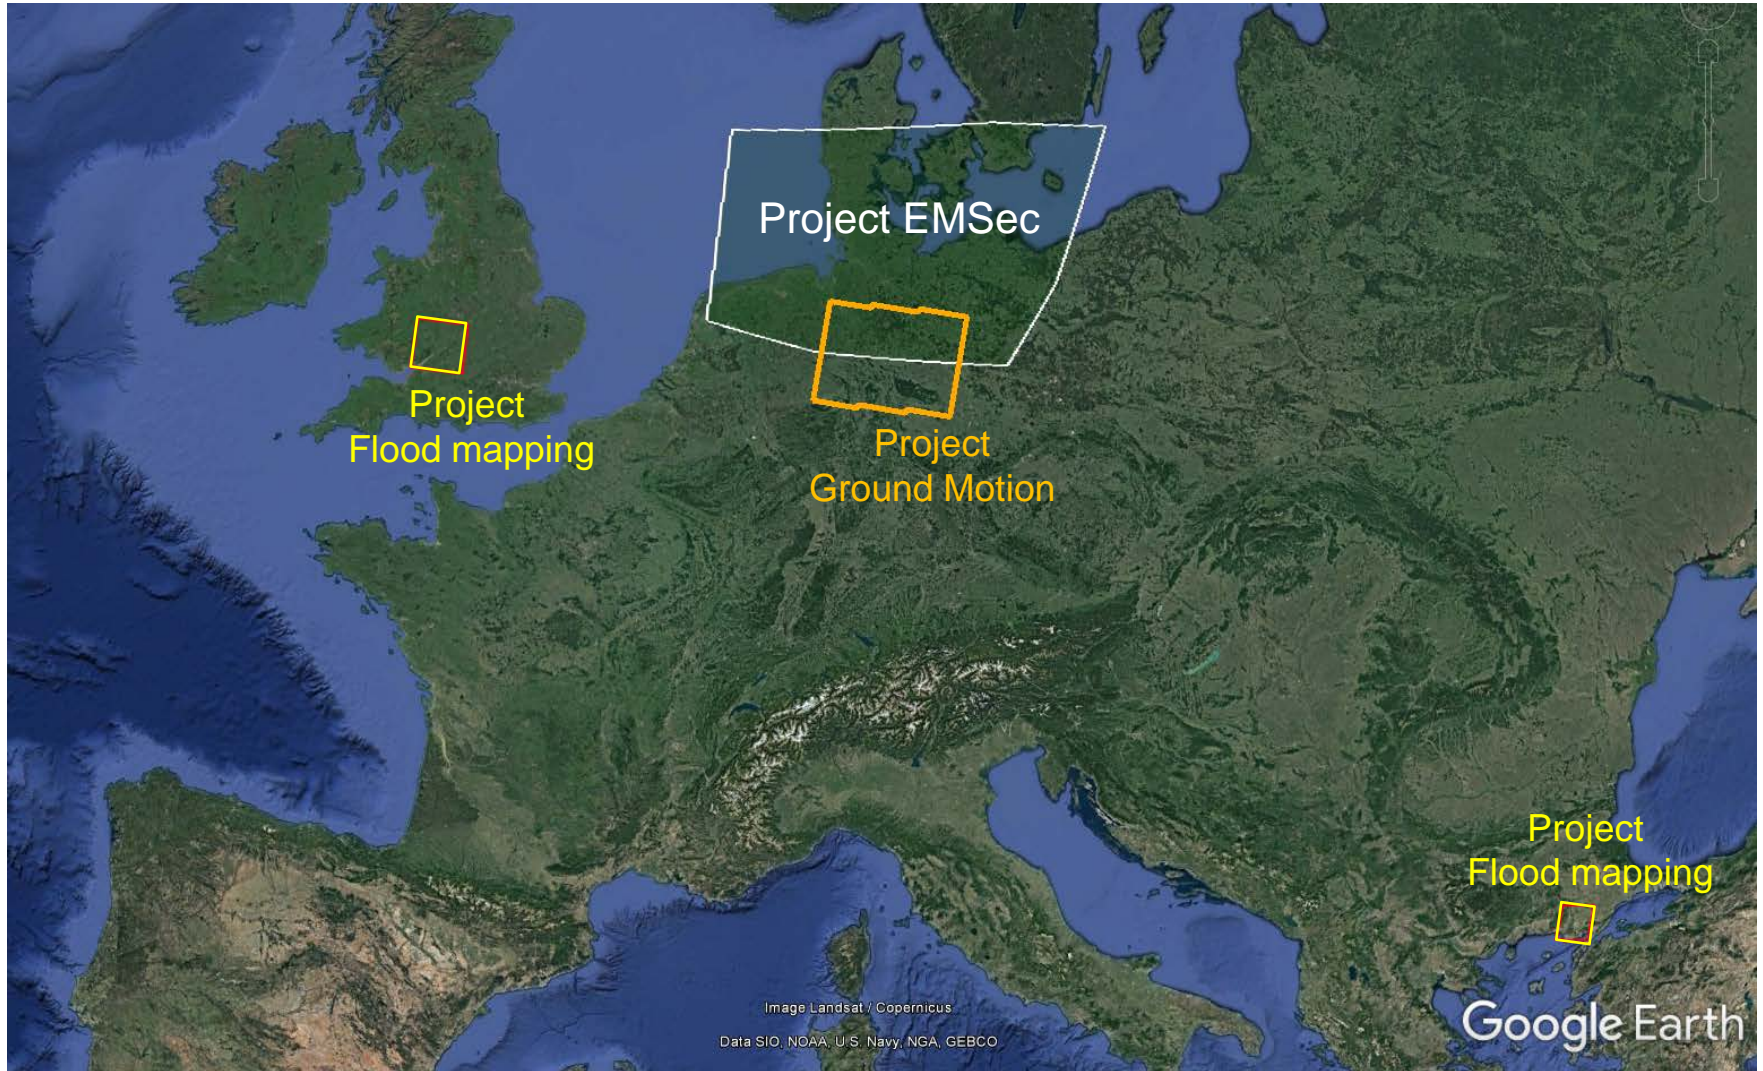 Project EMSec
Project
Flood mapping
Project
Ground Motion
Project
Flood mapping
Image Landsat / Copernicus
Data SIO, NOAA, U.S. Navy, NGA, GEBCO
Google Earth